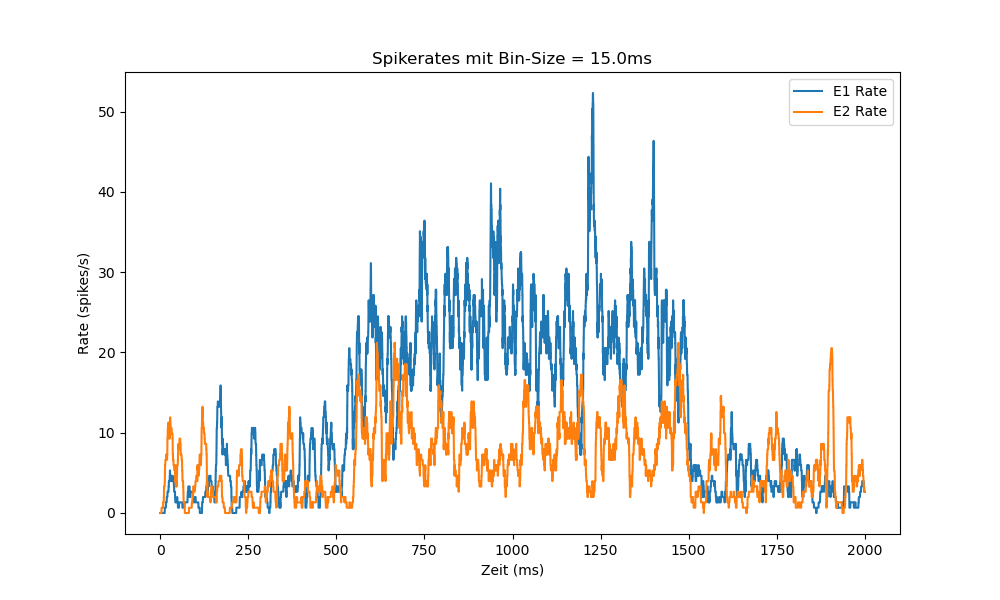 Spikerates mit Bin-Size = 15.0ms
E1 Rate
E2 Rate
Rate (spikes/s)
50
40
30
20
10
0
0 250 500 750 1000 1250 1500 1750 2000
Zeit (ms)